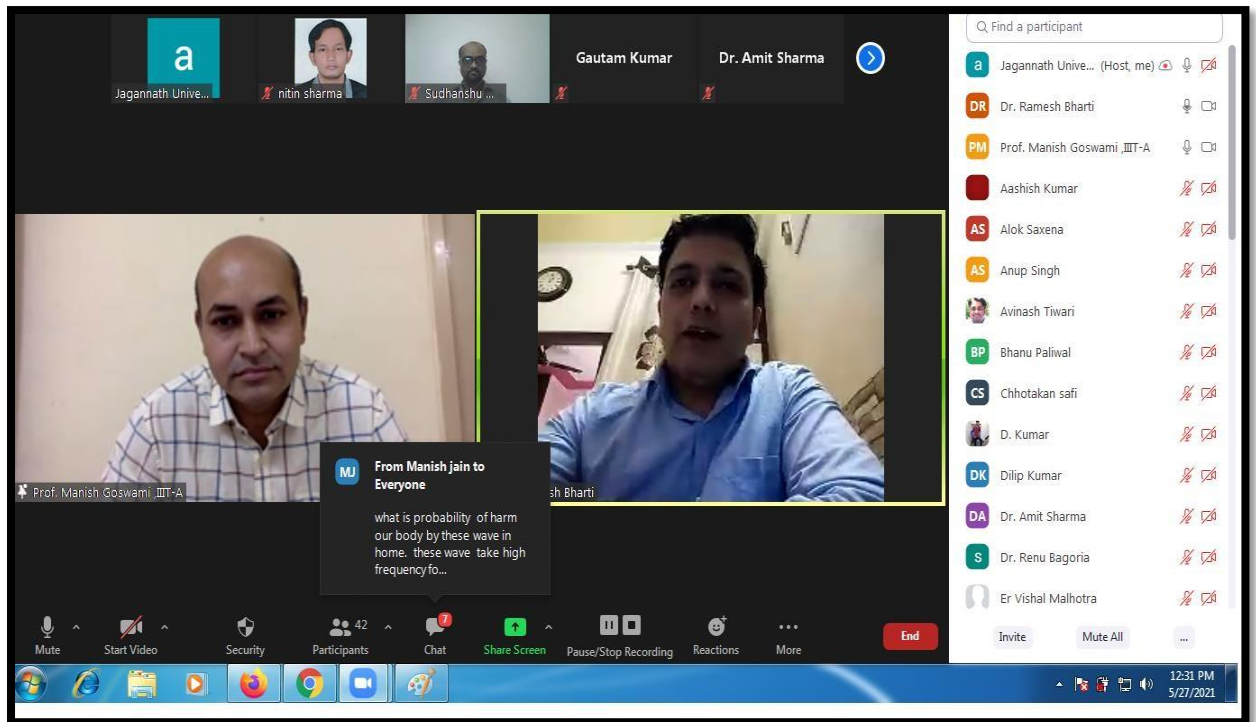 a
Jagannath Unive...
nitin sharma
Sudhanshu ...
Gautam Kumar
Dr. Amit Sharma
Prof. Manish Goswami ,IIIT-A
sh Bharti
MJ
From Manish jain to
Everyone
what is probability of harm
our body by these wave in
home. these wave take high
frequency fo...
Find a participant
a Jagannath Unive... (Host, me)
DR Dr. Ramesh Bharti
PM Prof. Manish Goswami ,IIIT-A
Aashish Kumar
AS Alok Saxena
AS Anup Singh
Avinash Tiwari
BP Bhanu Paliwal
CS Chhotakan safi
D. Kumar
DK Dilip Kumar
DA Dr. Amit Sharma
S Dr. Renu Bagoria
Er Vishal Malhotra
Invite Mute All ...
Mute
Start Video
Security
42
Participants
7
Chat
Share Screen
Pause/Stop Recording
Reactions
More
End
12:31 PM
5/27/2021